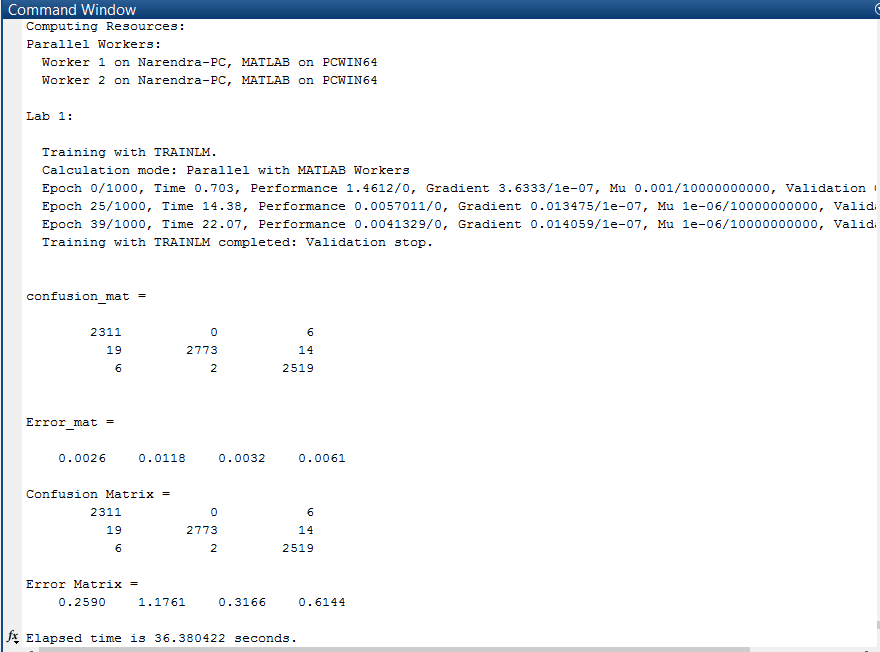 Command Window
Computing Resources:
Parallel Workers:
Worker 1 on Narendra-PC, MATLAB on PCWIN64
Worker 2 on Narendra-PC, MATLAB on PCWIN64
Lab 1:
Training with TRAINLM.
Calculation mode: Parallel with MATLAB Workers
Epoch 0/1000, Time 0.703, Performance 1.4612/0, Gradient 3.6333/1e-07, Mu 0.001/10000000000, Validation
Epoch 25/1000, Time 14.38, Performance 0.0057011/0, Gradient 0.013475/1e-07, Mu 1e-06/10000000000, Valid
Epoch 39/1000, Time 22.07, Performance 0.0041329/0, Gradient 0.014059/1e-07, Mu 1e-06/10000000000, Valid
Training with TRAINLM completed: Validation stop.
confusion_mat =
2311 0 6
19 2773 14
6 2 2519
Error_mat =
0.0026 0.0118 0.0032 0.0061
Confusion Matrix =
2311 0 6
19 2773 14
6 2 2519
Error Matrix =
0.2590 1.1761 0.3166 0.6144
fx Elapsed time is 36.380422 seconds.